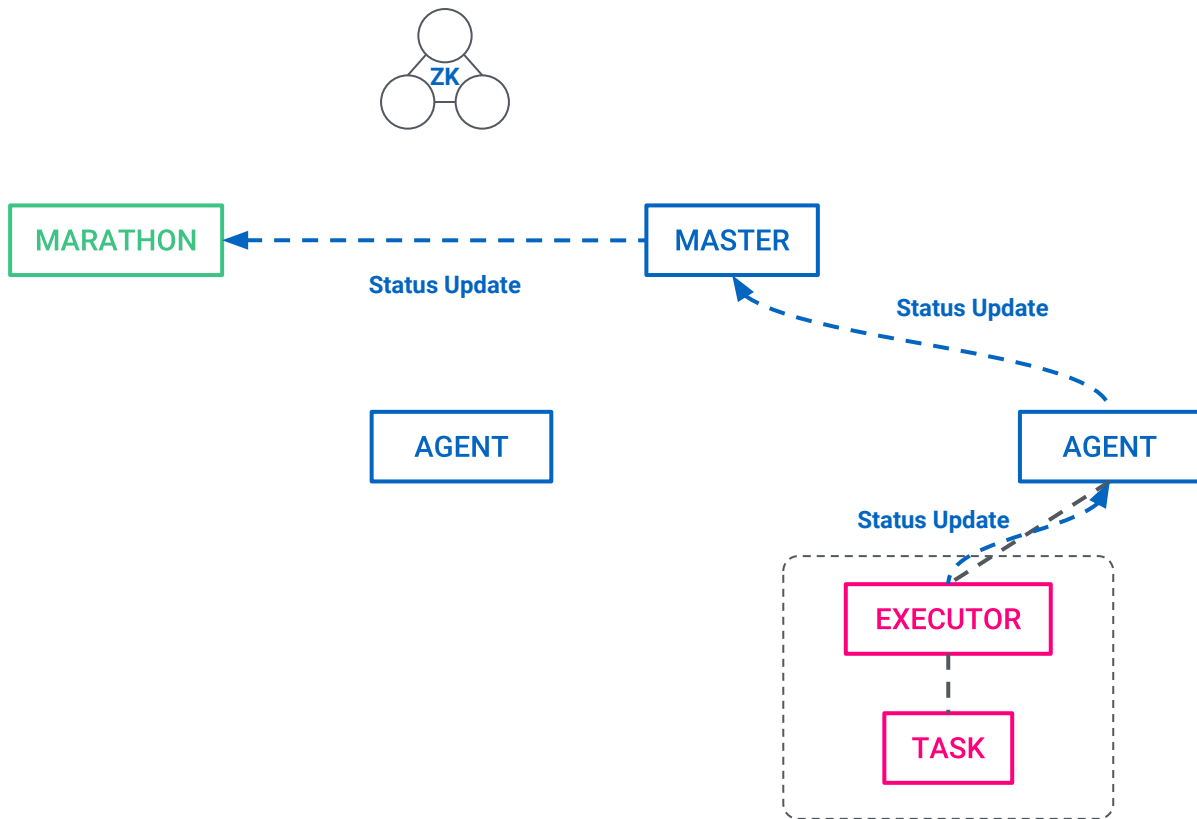 ZK
MARATHON
MASTER
Status Update
Status Update
AGENT
AGENT
Status Update
EXECUTOR
TASK